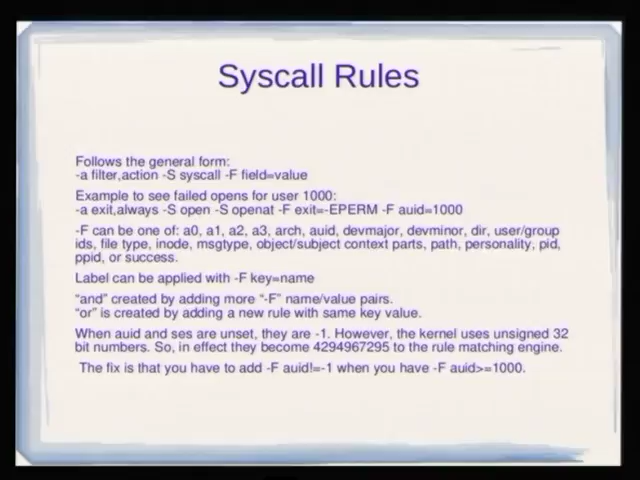 Syscall Rules
Follows the general form:
-a filter,action -S syscall -F field=value
Example to see failed opens for user 1000:
-a exit,always -S open -S openat -F exit=-EPERM -F auid=1000
-F can be one of: a0, a1, a2, a3, arch, auid, devmajor, devminor, dir, user/group
ids, file type, inode, msgtype, object/subject context parts, path, personality, pid,
ppid, or success.
Label can be applied with -F key=name
“and” created by adding more “-F” name/value pairs.
“or” is created by adding a new rule with same key value.
When auid and ses are unset, they are -1. However, the kernel uses unsigned 32
bit numbers. So, in effect they become 4294967295 to the rule matching engine.
The fix is that you have to add -F auid!=-1 when you have -F auid>=1000.